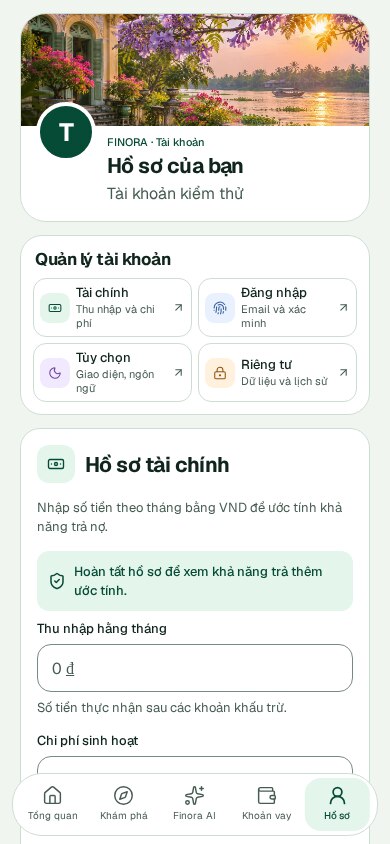 T
FINORA · Tài khoản
Hồ sơ của bạn
Tài khoản kiểm thử
Quản lý tài khoản
Tài chính
Thu nhập và chi
phí
Đăng nhập
Email và xác
minh
Tùy chọn
Giao diện, ngôn
ngữ
Riêng tư
Dữ liệu và lịch sử
Hồ sơ tài chính
Nhập số tiền theo tháng bằng VND để ước tính khả
năng trả nợ.
Hoàn tất hồ sơ để xem khả năng trả thêm
ước tính.
Thu nhập hằng tháng
0 ₫
Số tiền thực nhận sau các khoản khấu trừ.
Chi phí sinh hoạt
Tổng quan
Khám phá
Finora AI
Khoản vay
Hồ sơ